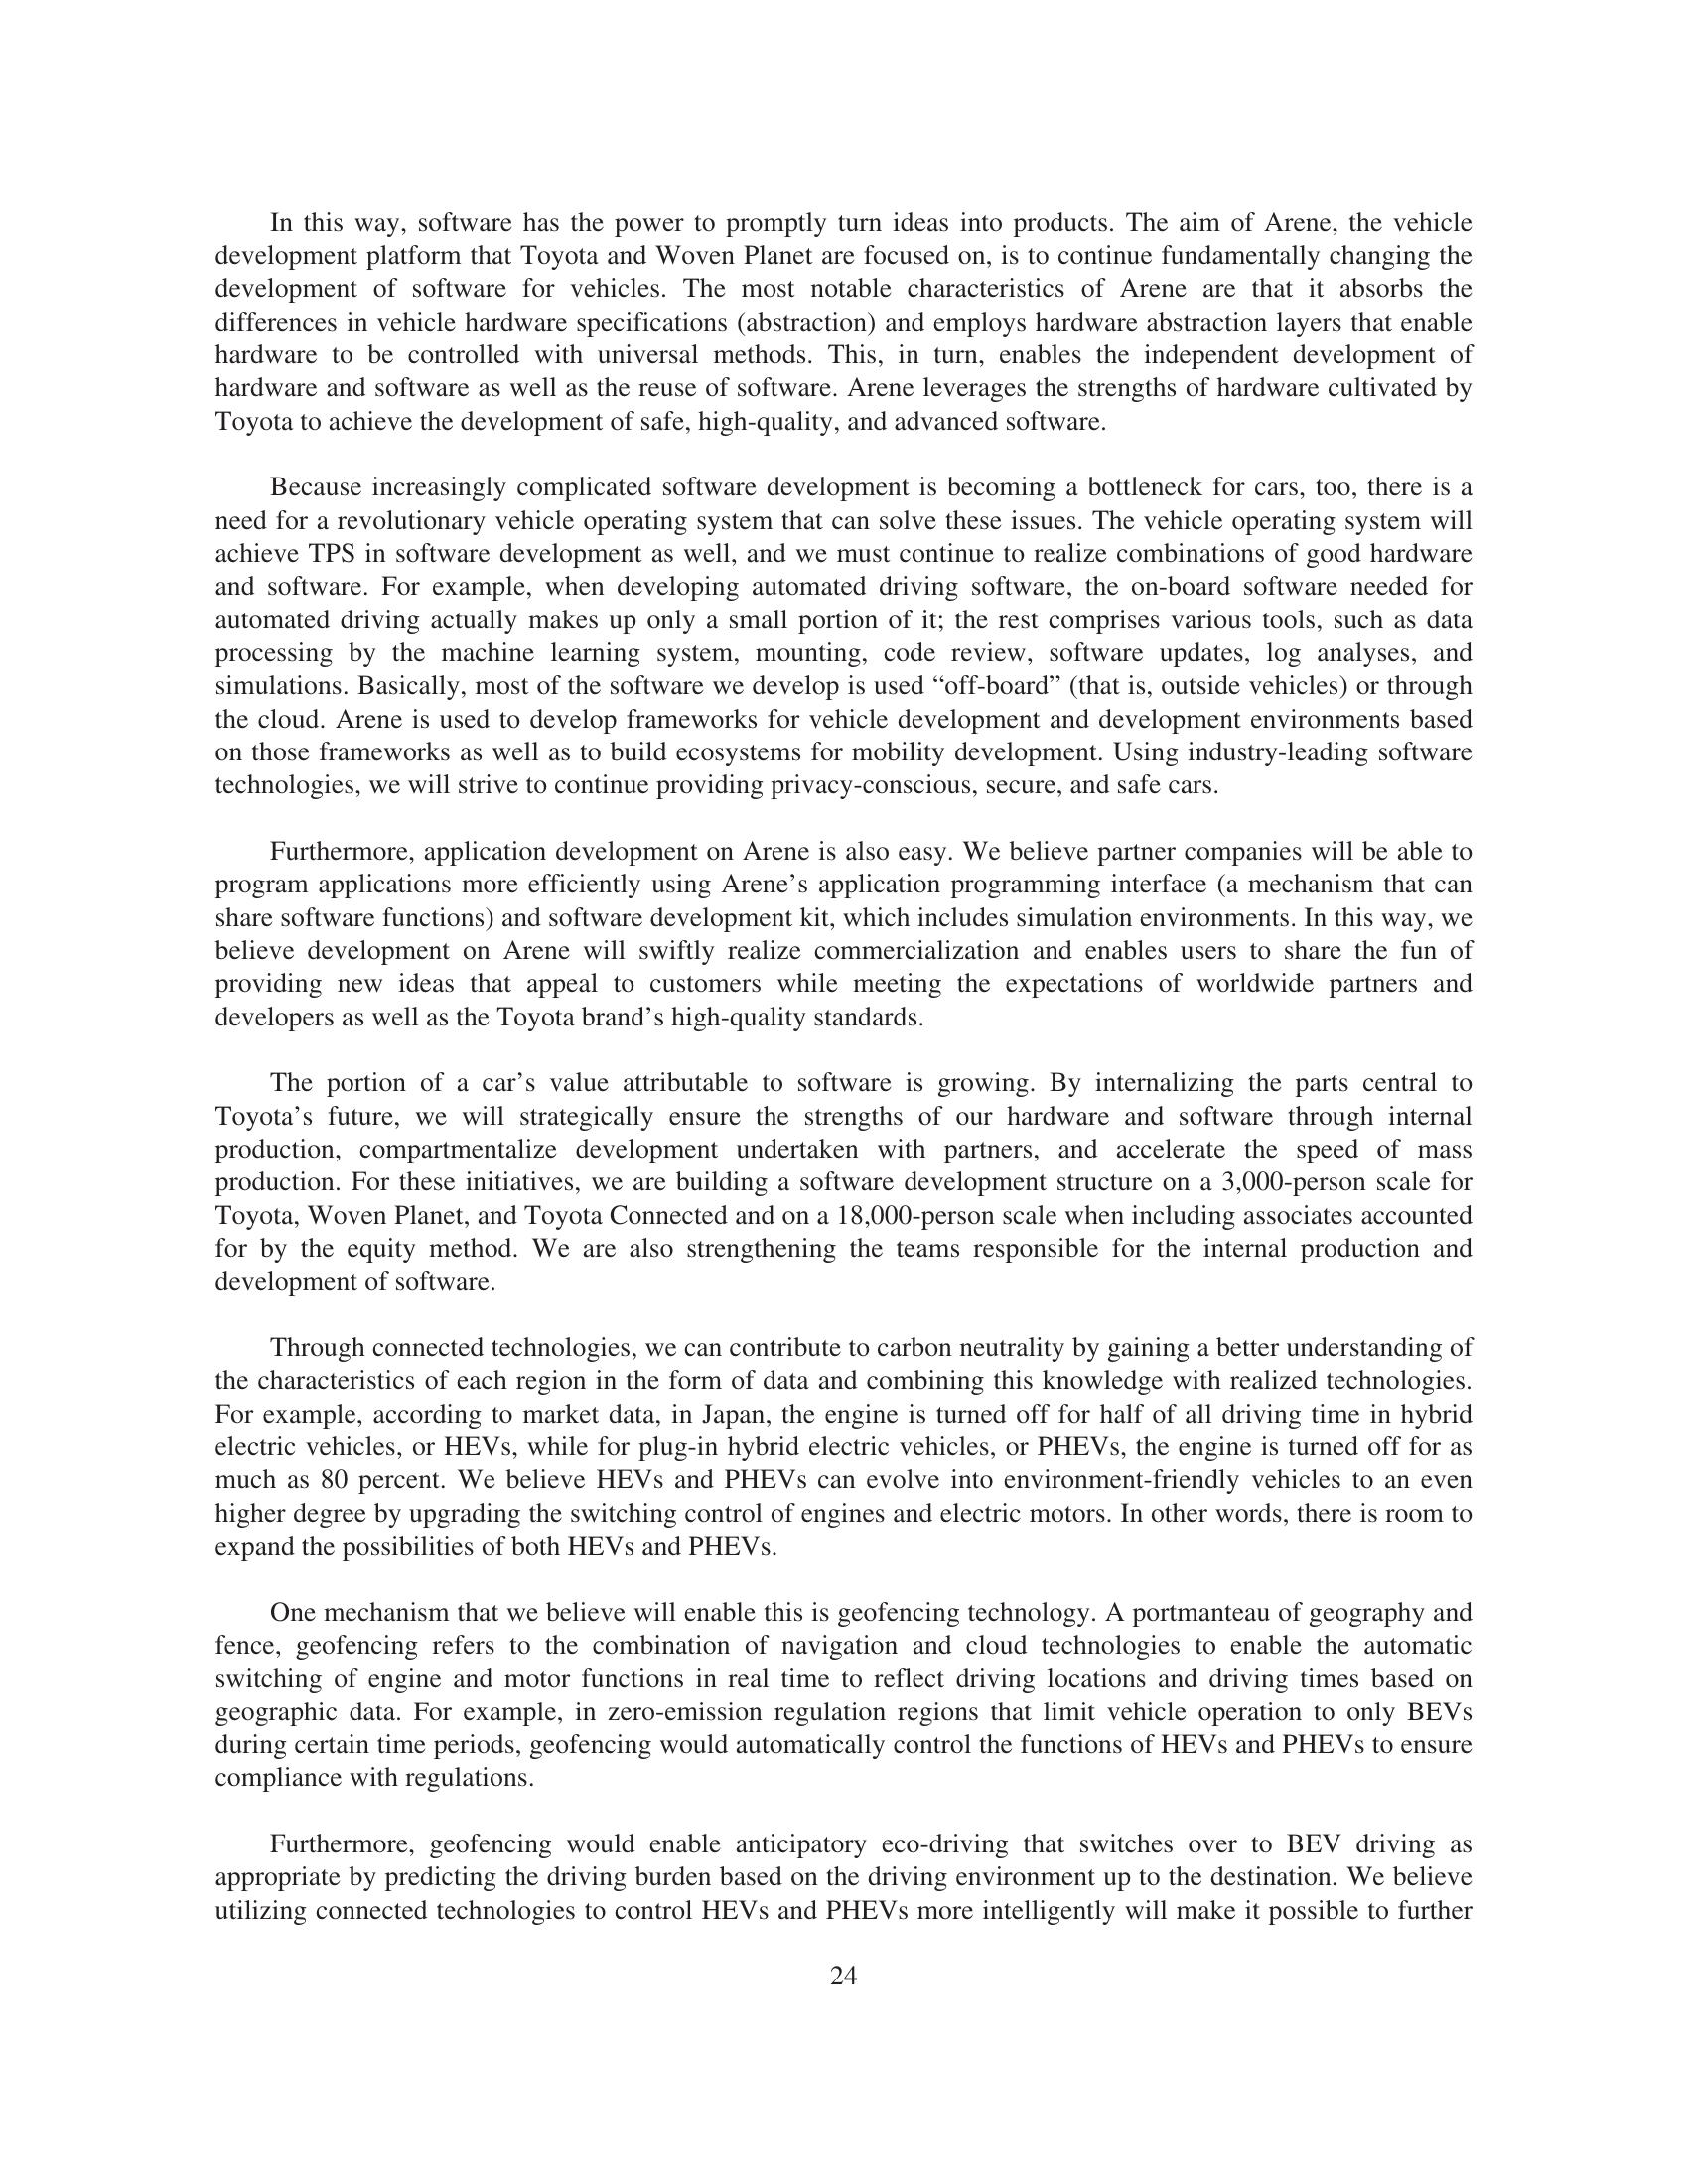 In this way, software has the power to promptly turn ideas into products. The aim of Arene, the vehicle
development platform that Toyota and Woven Planet are focused on, is to continue fundamentally changing the
development of software for vehicles. The most notable characteristics of Arene are that it absorbs the
differences in vehicle hardware specifications (abstraction) and employs hardware abstraction layers that enable
hardware to be controlled with universal methods. This, in turn, enables the independent development of
hardware and software as well as the reuse of software. Arene leverages the strengths of hardware cultivated by
Toyota to achieve the development of safe, high-quality, and advanced software.
Because increasingly complicated software development is becoming a bottleneck for cars, too, there is a
need for a revolutionary vehicle operating system that can solve these issues. The vehicle operating system will
achieve TPS in software development as well, and we must continue to realize combinations of good hardware
and software. For example, when developing automated driving software, the on-board software needed for
automated driving actually makes up only a small portion of it; the rest comprises various tools, such as data
processing by the machine learning system, mounting, code review, software updates, log analyses, and
simulations. Basically, most of the software we develop is used “off-board” (that is, outside vehicles) or through
the cloud. Arene is used to develop frameworks for vehicle development and development environments based
on those frameworks as well as to build ecosystems for mobility development. Using industry-leading software
technologies, we will strive to continue providing privacy-conscious, secure, and safe cars.
Furthermore, application development on Arene is also easy. We believe partner companies will be able to
program applications more efficiently using Arene’s application programming interface (a mechanism that can
share software functions) and software development kit, which includes simulation environments. In this way, we
believe development on Arene will swiftly realize commercialization and enables users to share the fun of
providing new ideas that appeal to customers while meeting the expectations of worldwide partners and
developers as well as the Toyota brand’s high-quality standards.
The portion of a car’s value attributable to software is growing. By internalizing the parts central to
Toyota’s future, we will strategically ensure the strengths of our hardware and software through internal
production, compartmentalize development undertaken with partners, and accelerate the speed of mass
production. For these initiatives, we are building a software development structure on a 3,000-person scale for
Toyota, Woven Planet, and Toyota Connected and on a 18,000-person scale when including associates accounted
for by the equity method. We are also strengthening the teams responsible for the internal production and
development of software.
Through connected technologies, we can contribute to carbon neutrality by gaining a better understanding of
the characteristics of each region in the form of data and combining this knowledge with realized technologies.
For example, according to market data, in Japan, the engine is turned off for half of all driving time in hybrid
electric vehicles, or HEVs, while for plug-in hybrid electric vehicles, or PHEVs, the engine is turned off for as
much as 80 percent. We believe HEVs and PHEVs can evolve into environment-friendly vehicles to an even
higher degree by upgrading the switching control of engines and electric motors. In other words, there is room to
expand the possibilities of both HEVs and PHEVs.
One mechanism that we believe will enable this is geofencing technology. A portmanteau of geography and
fence, geofencing refers to the combination of navigation and cloud technologies to enable the automatic
switching of engine and motor functions in real time to reflect driving locations and driving times based on
geographic data. For example, in zero-emission regulation regions that limit vehicle operation to only BEVs
during certain time periods, geofencing would automatically control the functions of HEVs and PHEVs to ensure
compliance with regulations.
Furthermore, geofencing would enable anticipatory eco-driving that switches over to BEV driving as
appropriate by predicting the driving burden based on the driving environment up to the destination. We believe
utilizing connected technologies to control HEVs and PHEVs more intelligently will make it possible to further
24